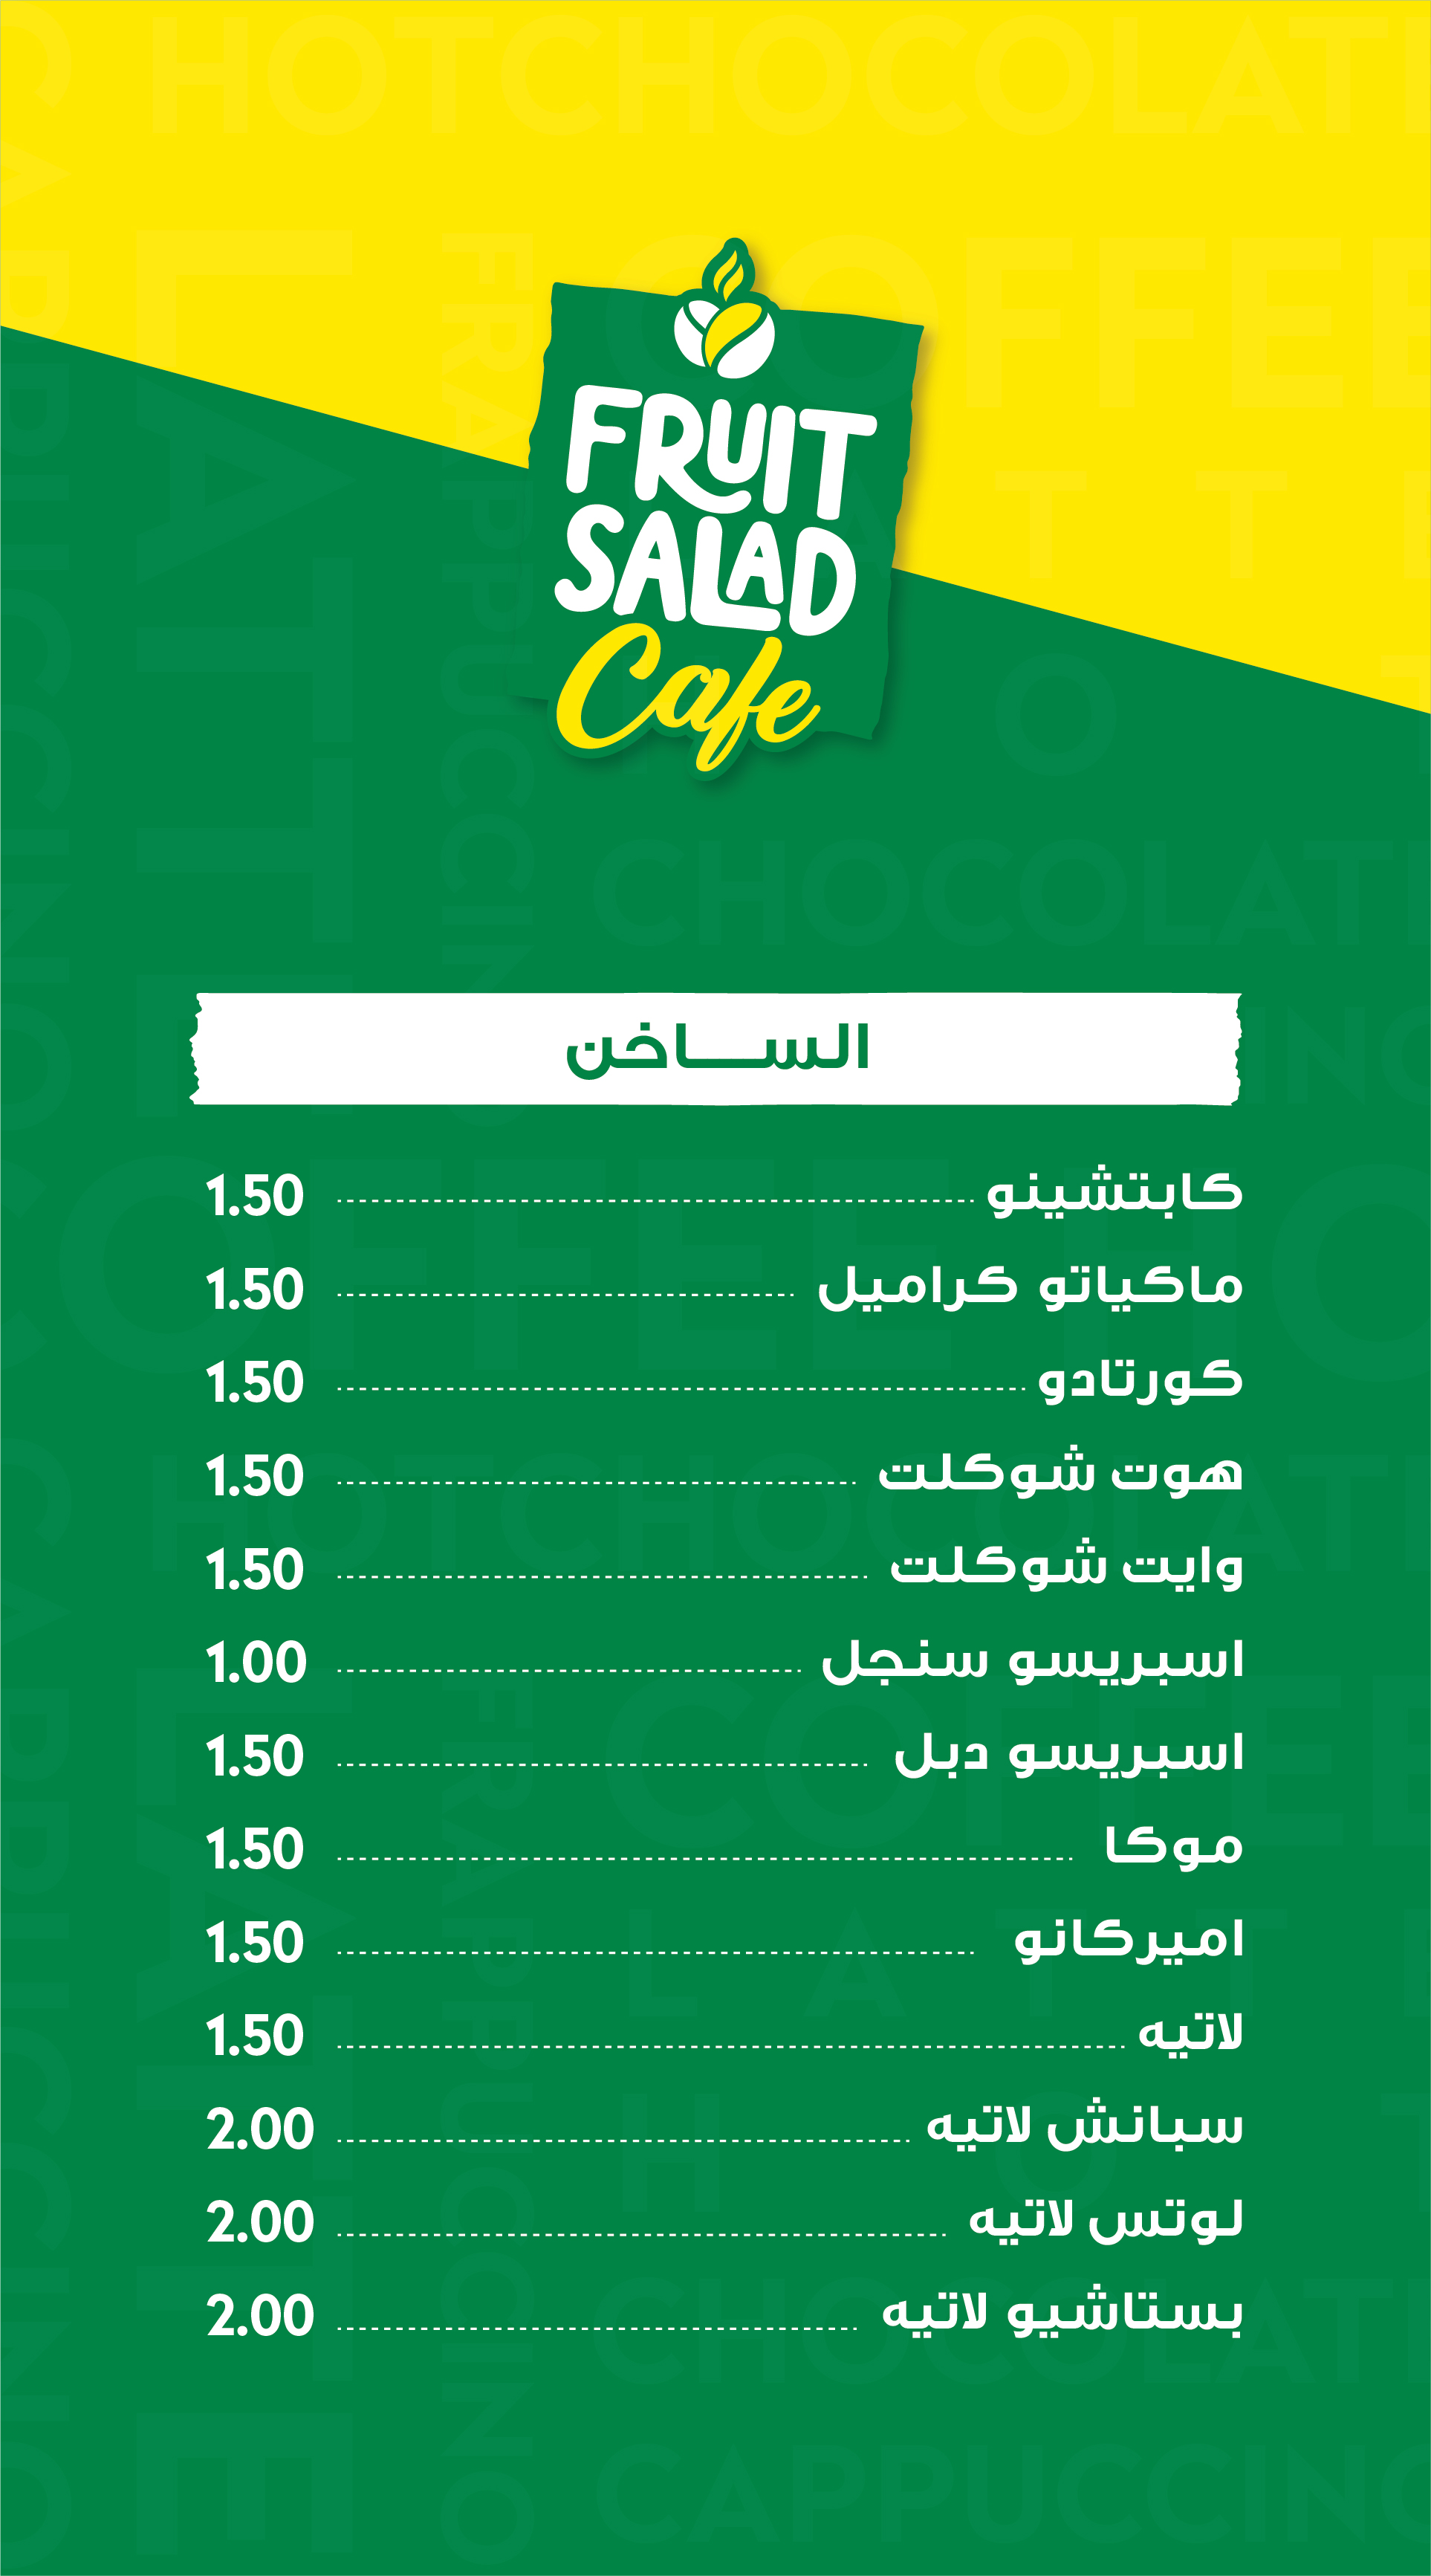 FRUIT
SALAD
Cafe
الساخن
كابتشينو 1.50
ماكياتو كراميل 1.50
كورتادو 1.50
هوت شوكلت 1.50
وايت شوكلت 1.50
اسبريسو سنجل 1.00
اسبريسو دبل 1.50
موكا 1.50
اميركانو 1.50
لاتيه 1.50
سبانش لاتيه 2.00
لوتس لاتيه 2.00
بستاشيو لاتيه 2.00